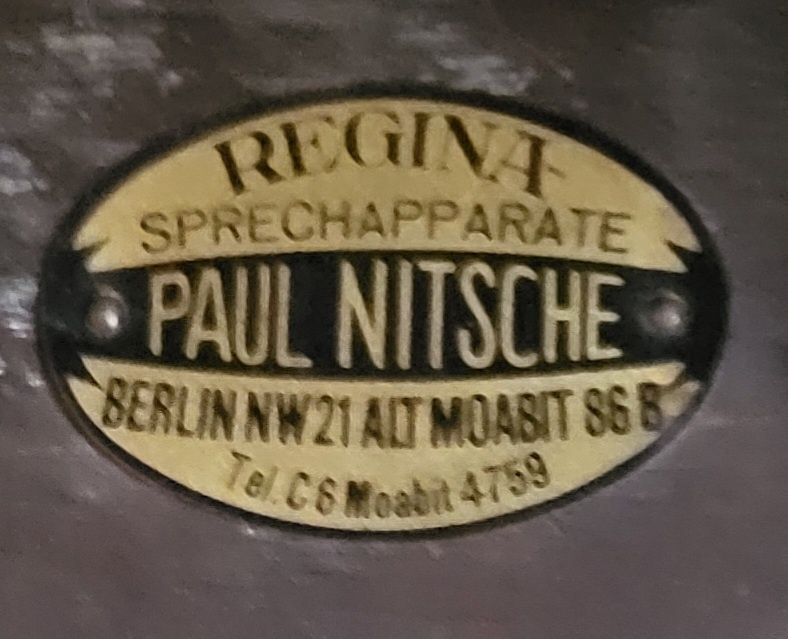 REGINA-
SPRECHAPPARATE
PAUL NITSCHE
BERLIN NW 21 ALT MOABIT 86 B
Tel. C 6 Moabit 4759